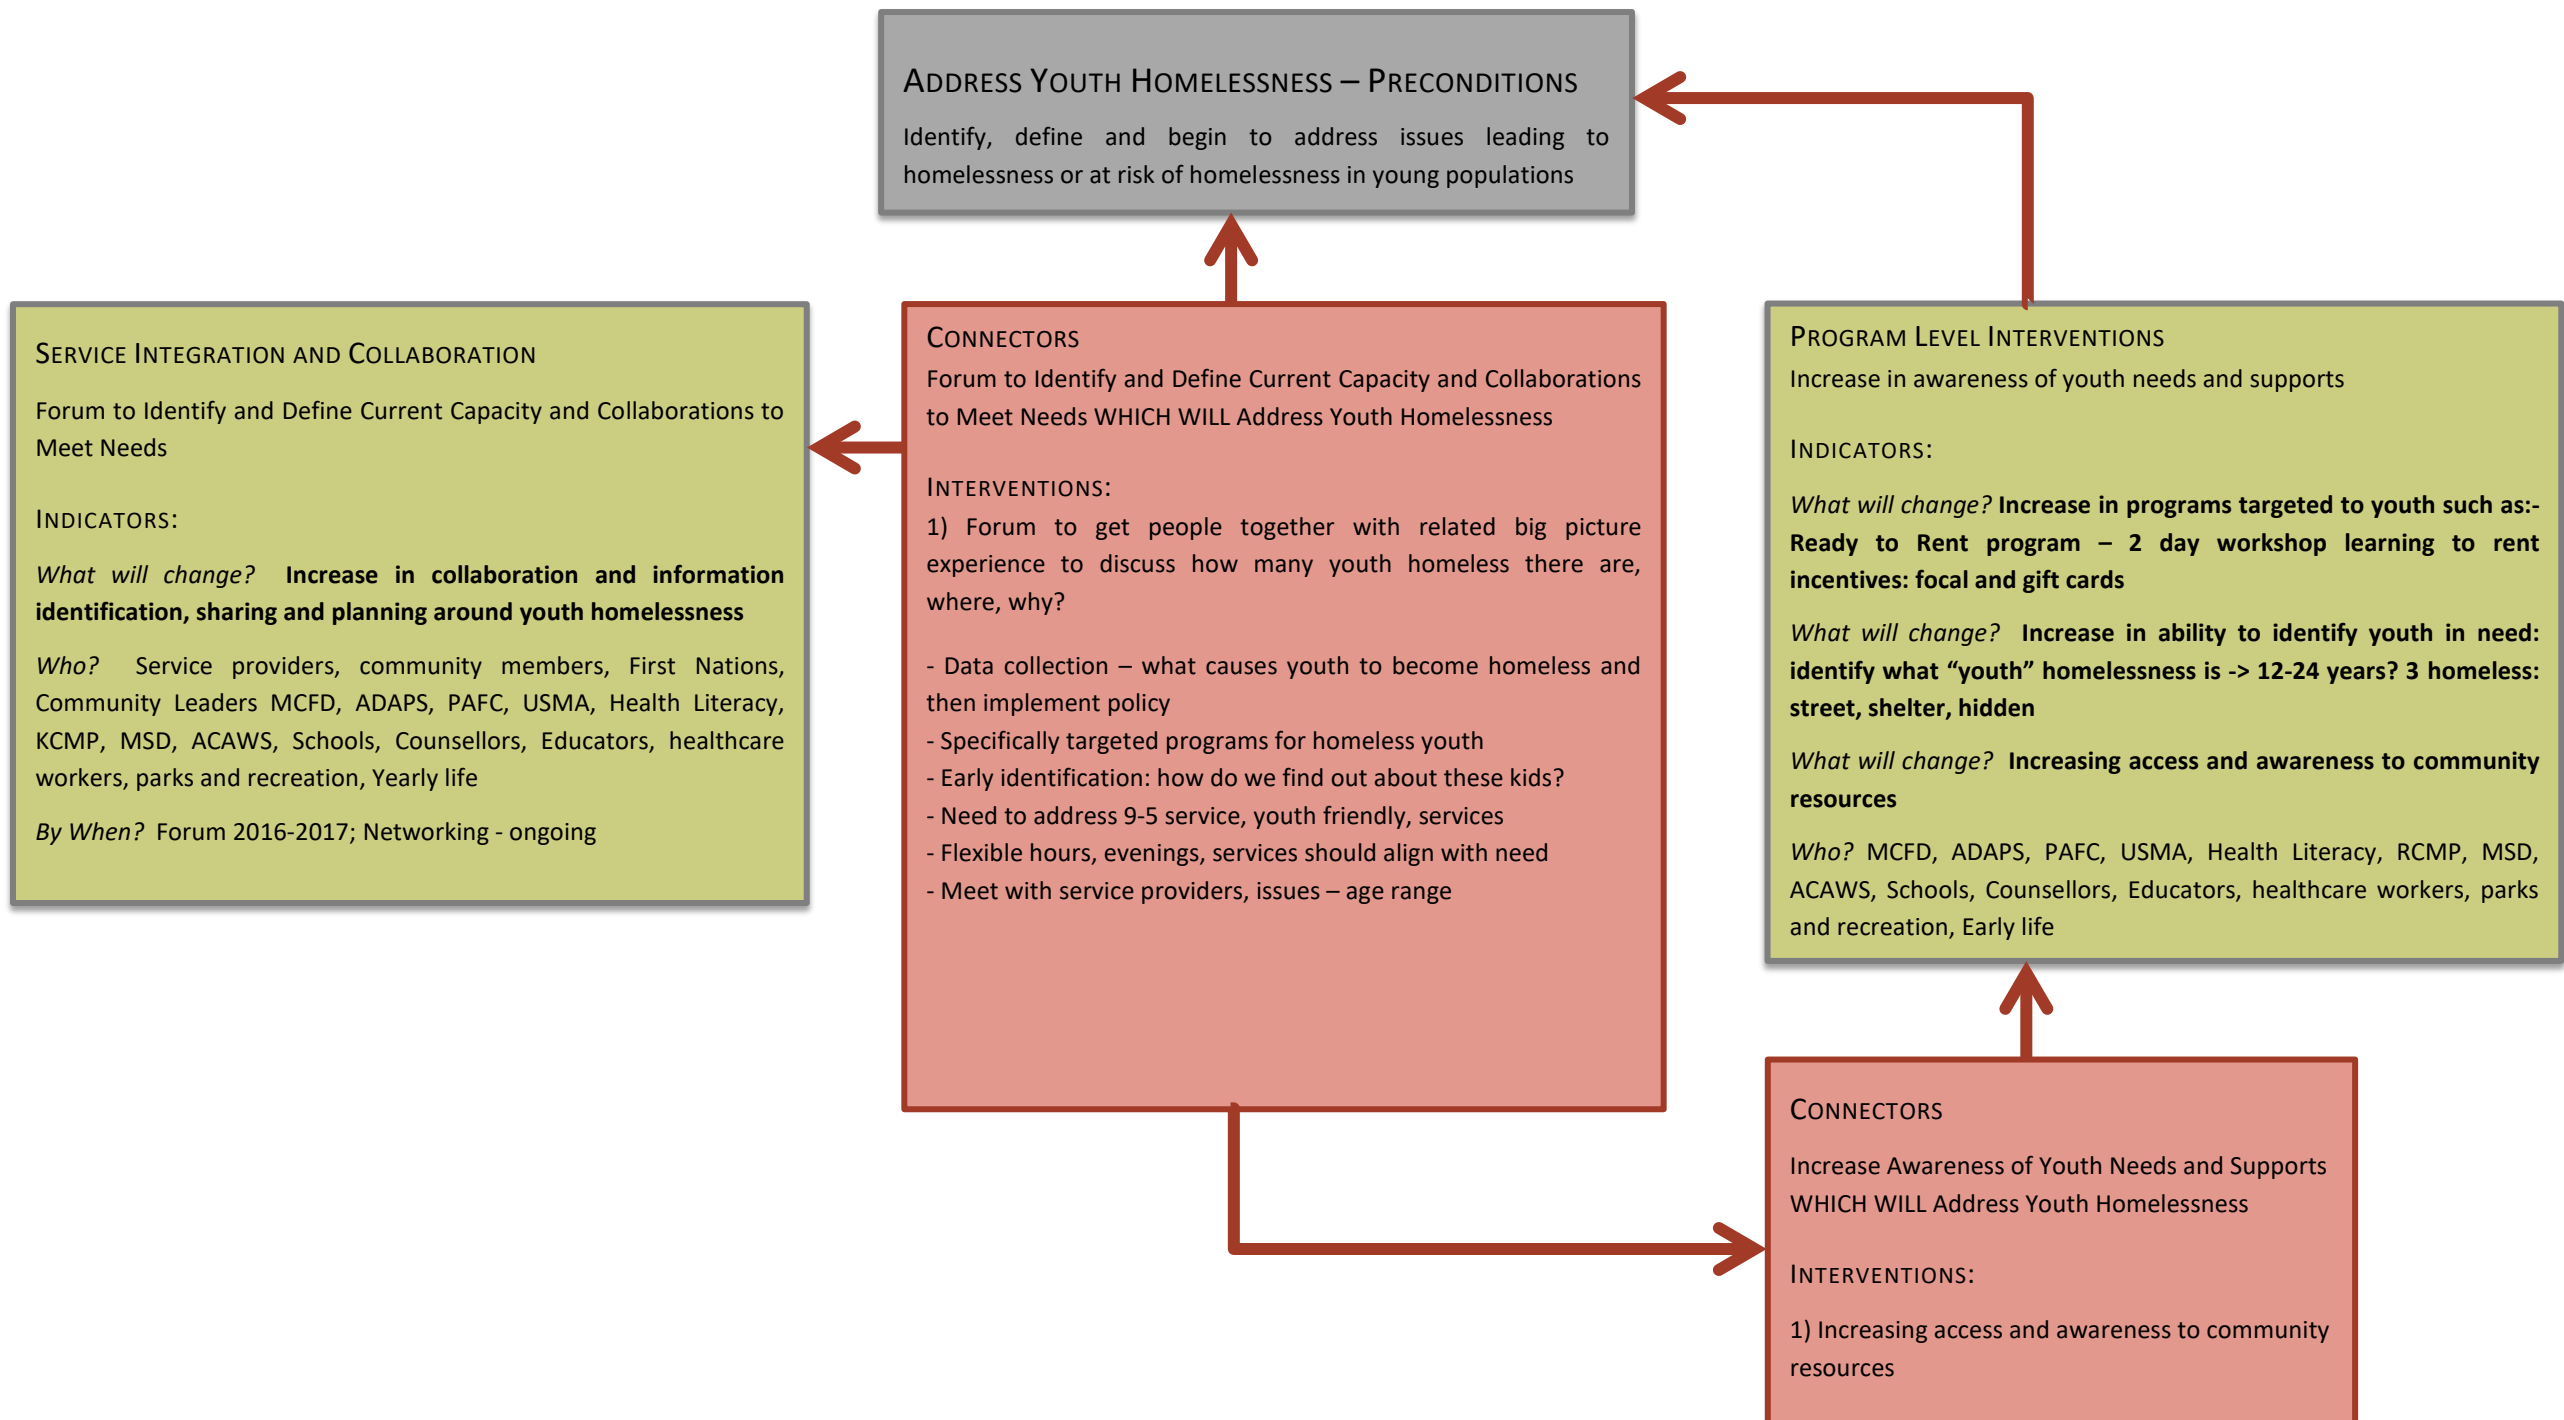 ADDRESS YOUTH HOMELESSNESS – PRECONDITIONS
Identify, define and begin to address issues leading to
homelessness or at risk of homelessness in young populations
SERVICE INTEGRATION AND COLLABORATION
Forum to Identify and Define Current Capacity and Collaborations to
Meet Needs
INDICATORS:
What will change? Increase in collaboration and information
identification, sharing and planning around youth homelessness
Who? Service providers, community members, First Nations,
Community Leaders MCFD, ADAPS, PAFC, USMA, Health Literacy,
KCMP, MSD, ACAWS, Schools, Counsellors, Educators, healthcare
workers, parks and recreation, Yearly life
By When? Forum 2016-2017; Networking - ongoing
CONNECTORS
Forum to Identify and Define Current Capacity and Collaborations
to Meet Needs WHICH WILL Address Youth Homelessness
INTERVENTIONS:
1) Forum to get people together with related big picture
experience to discuss how many youth homeless there are,
where, why?
- Data collection – what causes youth to become homeless and
then implement policy
- Specifically targeted programs for homeless youth
- Early identification: how do we find out about these kids?
- Need to address 9-5 service, youth friendly, services
- Flexible hours, evenings, services should align with need
- Meet with service providers, issues – age range
PROGRAM LEVEL INTERVENTIONS
Increase in awareness of youth needs and supports
INDICATORS:
What will change? Increase in programs targeted to youth such as:-
Ready to Rent program – 2 day workshop learning to rent
incentives: focal and gift cards
What will change? Increase in ability to identify youth in need:
identify what “youth” homelessness is -> 12-24 years? 3 homeless:
street, shelter, hidden
What will change? Increasing access and awareness to community
resources
Who? MCFD, ADAPS, PAFC, USMA, Health Literacy, RCMP, MSD,
ACAWS, Schools, Counsellors, Educators, healthcare workers, parks
and recreation, Early life
CONNECTORS
Increase Awareness of Youth Needs and Supports
WHICH WILL Address Youth Homelessness
INTERVENTIONS:
1) Increasing access and awareness to community
resources